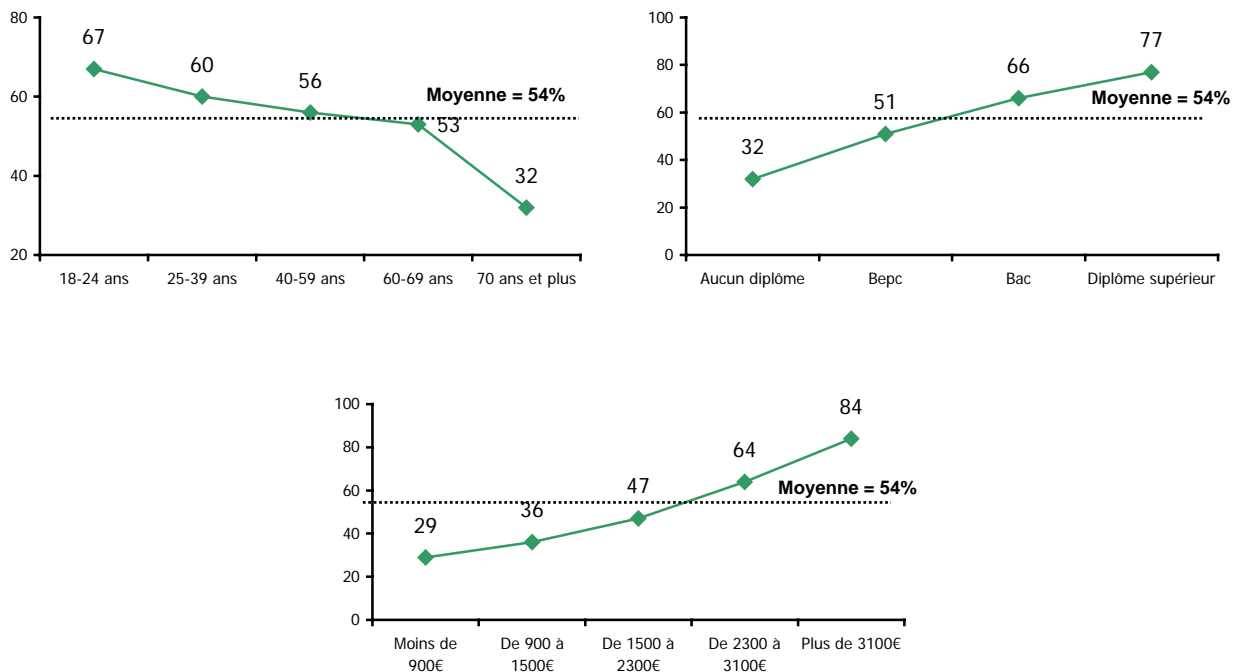 80
67
60
56
Moyenne = 54%
60
53
40
32
20
18-24 ans
25-39 ans
40-59 ans
60-69 ans
70 ans et plus
100
77
80
66
Moyenne = 54%
51
60
32
40
20
0
Aucun diplôme
Bepc
Bac
Diplôme supérieur
100
84
80
64
47
60
Moyenne = 54%
36
29
40
20
0
Moins de
900€
De 900 à
1500€
De 1500 à
2300€
De 2300 à
3100€
Plus de 3100€